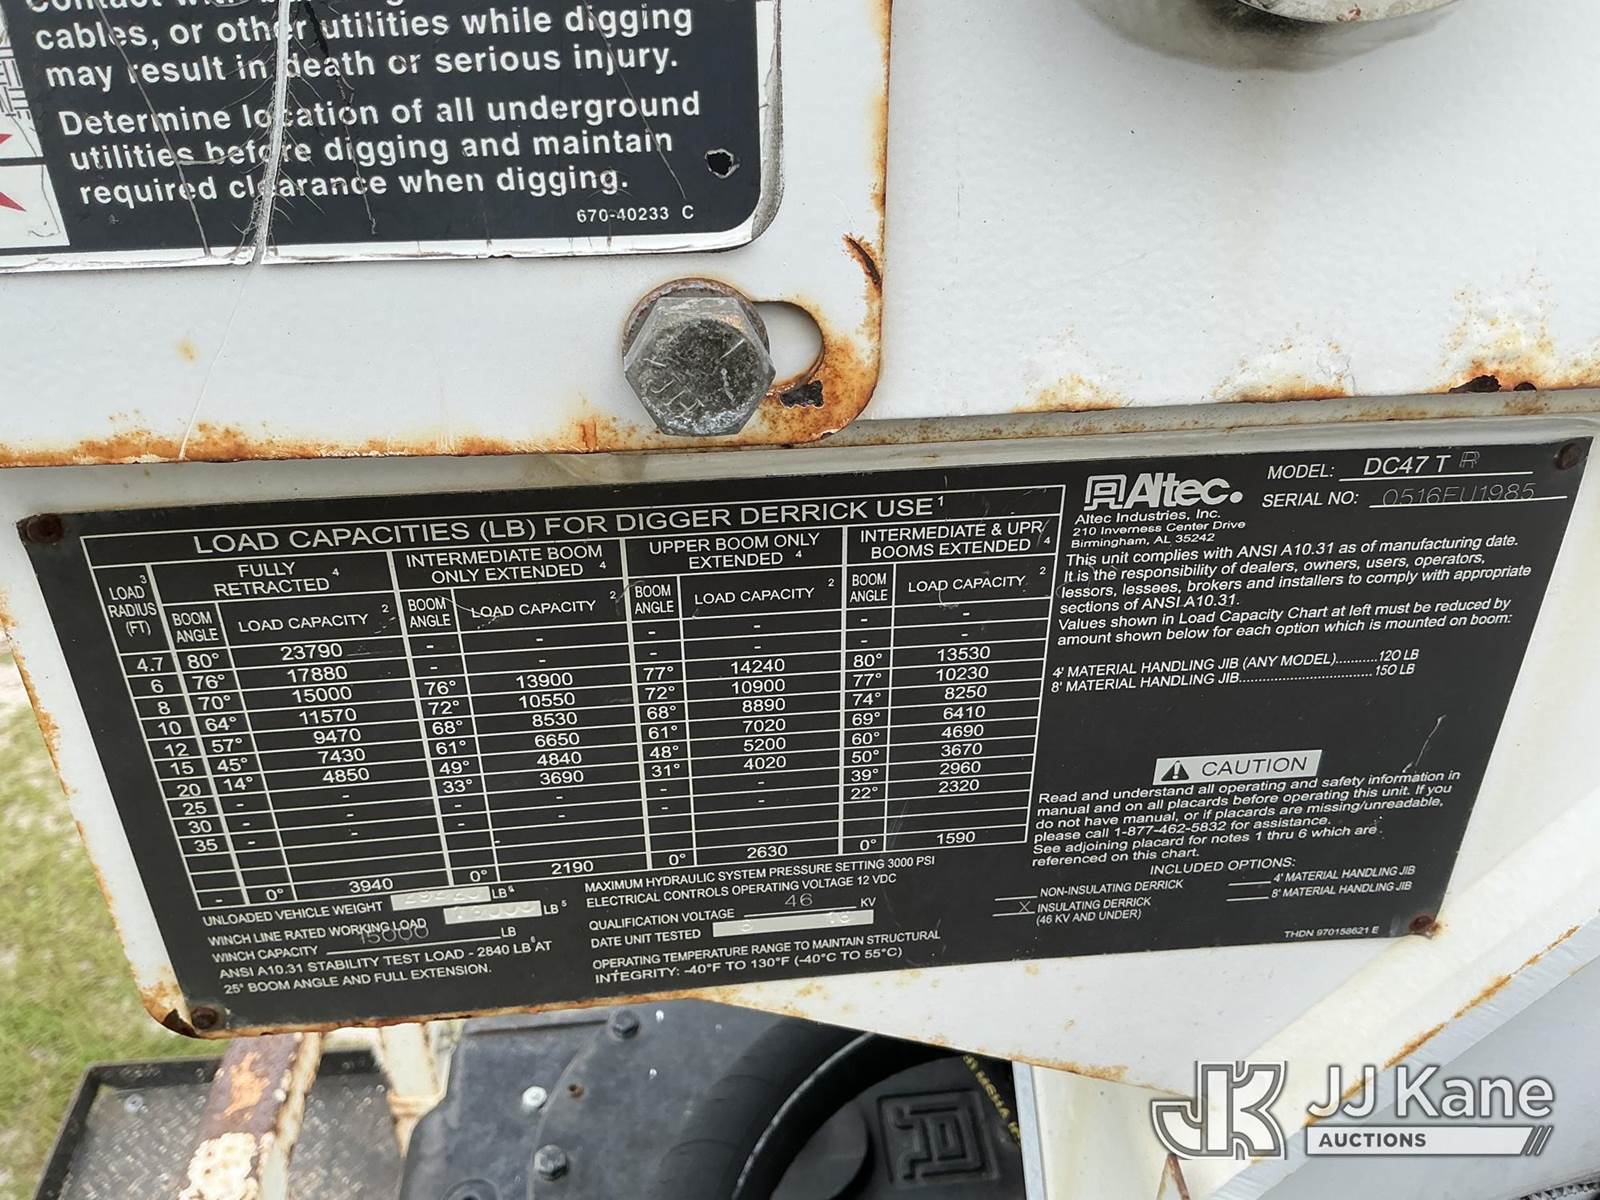 cables, or other utilities while digging
may result in death or serious injury.
Determine location of all underground
utilities before digging and maintain
required clearance when digging.
670-40233 C
LOAD CAPACITIES (LB) FOR DIGGER DERRICK USE 1
LOAD 3 RADIUS (FT) | FULLY RETRACTED 4 | INTERMEDIATE BOOM ONLY EXTENDED 4 | UPPER BOOM ONLY EXTENDED 4 | INTERMEDIATE & UPR BOOMS EXTENDED 4
BOOM ANGLE | LOAD CAPACITY 2 | BOOM ANGLE | LOAD CAPACITY 2 | BOOM ANGLE | LOAD CAPACITY 2 | BOOM ANGLE | LOAD CAPACITY 2
4.7 | 80° | 23790 | - | - | - | - | - | -
6 | 76° | 17880 | - | - | - | - | - | -
8 | 70° | 15000 | 76° | 13900 | 77° | 14240 | 80° | 13530
10 | 64° | 11570 | 72° | 10550 | 72° | 10900 | 77° | 10230
12 | 57° | 9470 | 68° | 8530 | 68° | 8890 | 74° | 8250
15 | 45° | 7430 | 61° | 6650 | 61° | 7020 | 69° | 6410
20 | 14° | 4850 | 49° | 4840 | 48° | 5200 | 60° | 4690
25 | - | - | 33° | 3690 | 31° | 4020 | 50° | 3670
30 | - | - | - | - | - | - | 39° | 2960
35 | - | - | - | - | - | - | 22° | 2320
- | 0° | 3940 | 0° | 2190 | 0° | 2630 | 0° | 1590
UNLOADED VEHICLE WEIGHT LB 6
WINCH LINE RATED WORKING LOAD LB 5
WINCH CAPACITY 15000 LB
ANSI A10.31 STABILITY TEST LOAD - 2840 LB 6 AT
25° BOOM ANGLE AND FULL EXTENSION.
MAXIMUM HYDRAULIC SYSTEM PRESSURE SETTING 3000 PSI
ELECTRICAL CONTROLS OPERATING VOLTAGE 12 VDC
QUALIFICATION VOLTAGE 46 KV
DATE UNIT TESTED
OPERATING TEMPERATURE RANGE TO MAINTAIN STRUCTURAL
INTEGRITY: -40°F TO 130°F (-40°C TO 55°C)
Altec.
Altec Industries, Inc.
210 Inverness Center Drive
Birmingham, AL 35242
MODEL: DC47 T R
SERIAL NO: 0516EU1985
This unit complies with ANSI A10.31 as of manufacturing date.
It is the responsibility of dealers, owners, users, operators,
lessors, lessees, brokers and installers to comply with appropriate
sections of ANSI A10.31.
Values shown in Load Capacity Chart at left must be reduced by
amount shown below for each option which is mounted on boom:
4' MATERIAL HANDLING JIB (ANY MODEL)...........120 LB
8' MATERIAL HANDLING JIB..................................150 LB
CAUTION
Read and understand all operating and safety information in
manual and on all placards before operating this unit. If you
do not have manual, or if placards are missing/unreadable,
please call 1-877-462-5832 for assistance.
See adjoining placard for notes 1 thru 6 which are
referenced on this chart.
INCLUDED OPTIONS:
NON-INSULATING DERRICK
X INSULATING DERRICK
(46 KV AND UNDER)
4' MATERIAL HANDLING JIB
8' MATERIAL HANDLING JIB
THDN 970158621 E
JK JJ Kane
AUCTIONS